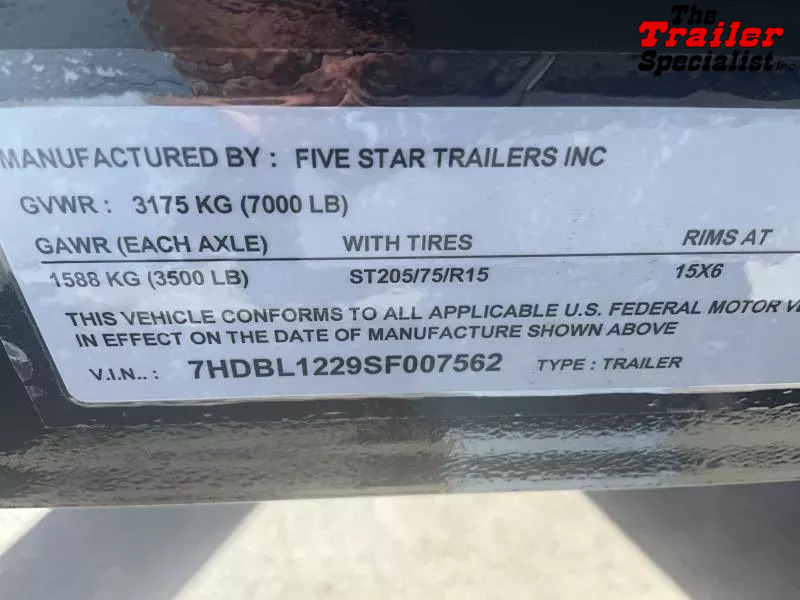 The
Trailer
Specialist Inc
MANUFACTURED BY : FIVE STAR TRAILERS INC
GVWR : 3175 KG (7000 LB)
GAWR (EACH AXLE) WITH TIRES RIMS AT
1588 KG (3500 LB) ST205/75/R15 15X6
THIS VEHICLE CONFORMS TO ALL APPLICABLE U.S. FEDERAL MOTOR
IN EFFECT ON THE DATE OF MANUFACTURE SHOWN ABOVE
V.I.N.. : 7HDBL1229SF007562 TYPE : TRAILER